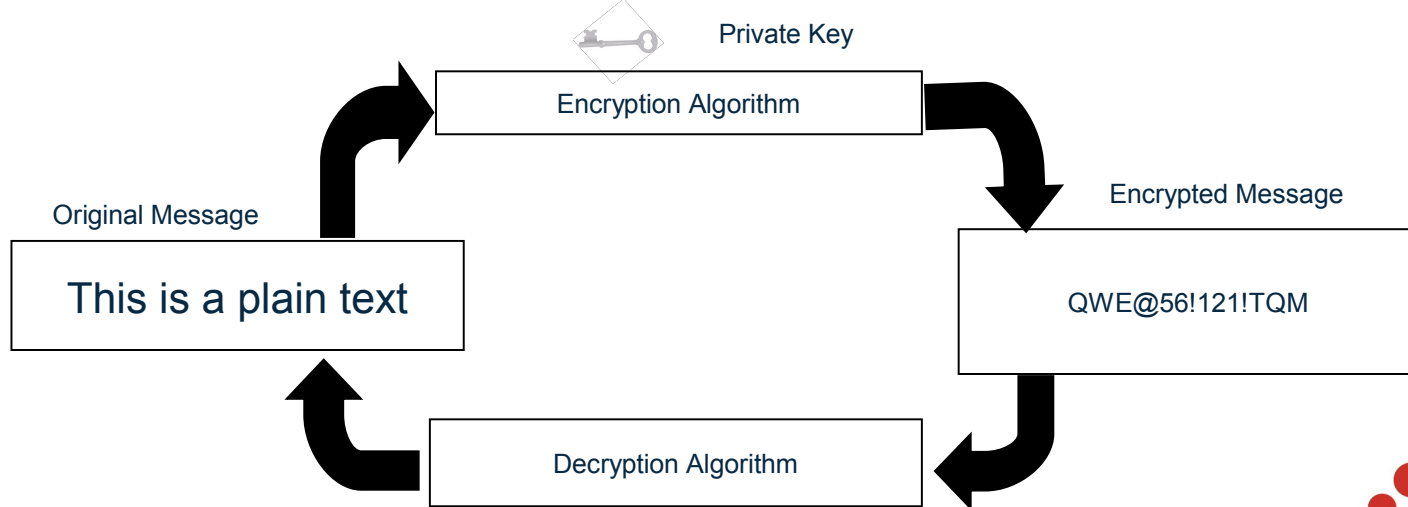 Private Key
Encryption Algorithm
Encrypted Message
Original Message
This is a plain text
QWE@56!121!TQM
Decryption Algorithm